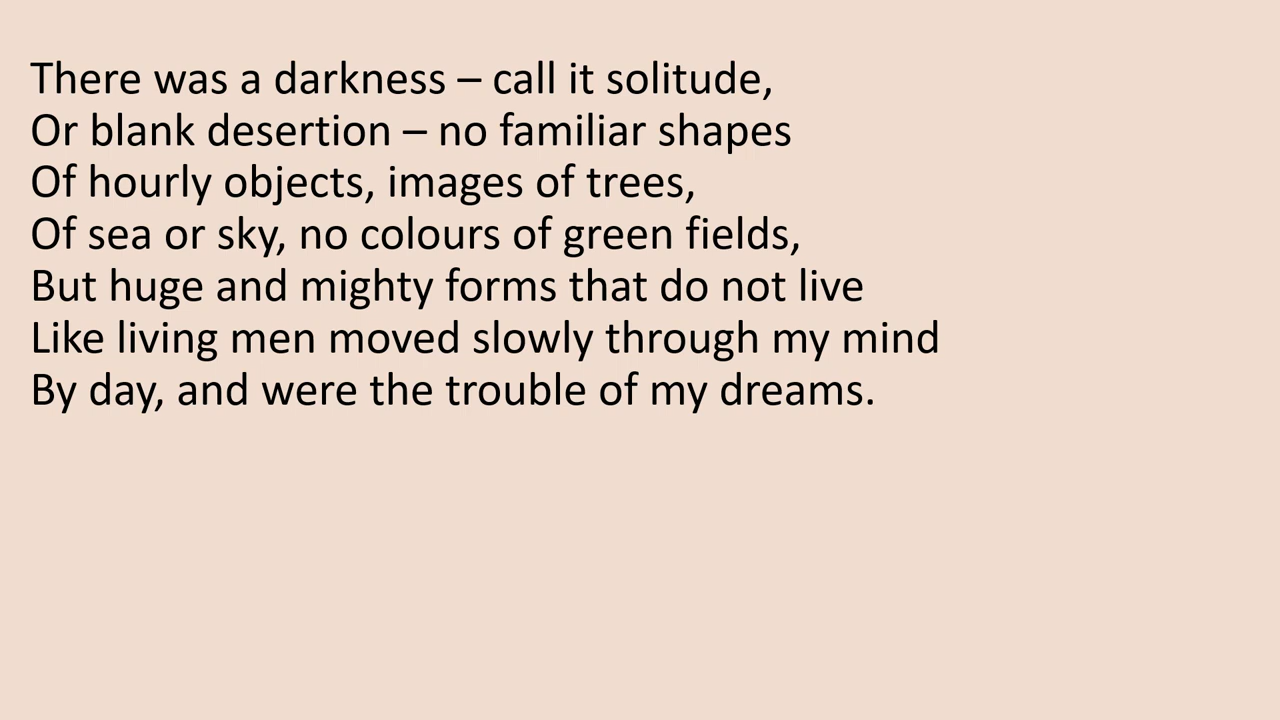 There was a darkness – call it solitude,
Or blank desertion – no familiar shapes
Of hourly objects, images of trees,
Of sea or sky, no colours of green fields,
But huge and mighty forms that do not live
Like living men moved slowly through my mind
By day, and were the trouble of my dreams.